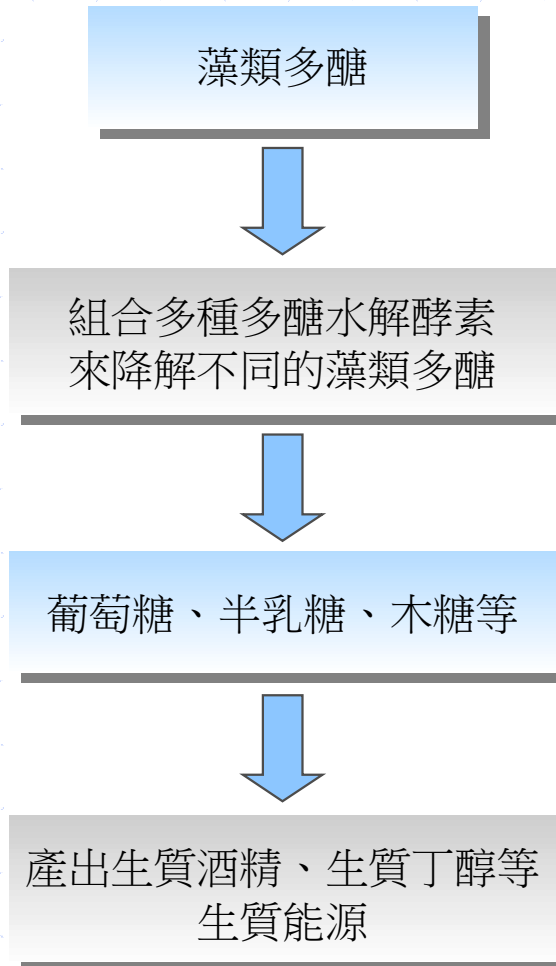 藻類多醣
組合多種多醣水解酵素
來降解不同的藻類多醣
葡萄糖、半乳糖、木糖等
產出生質酒精、生質丁醇等
生質能源